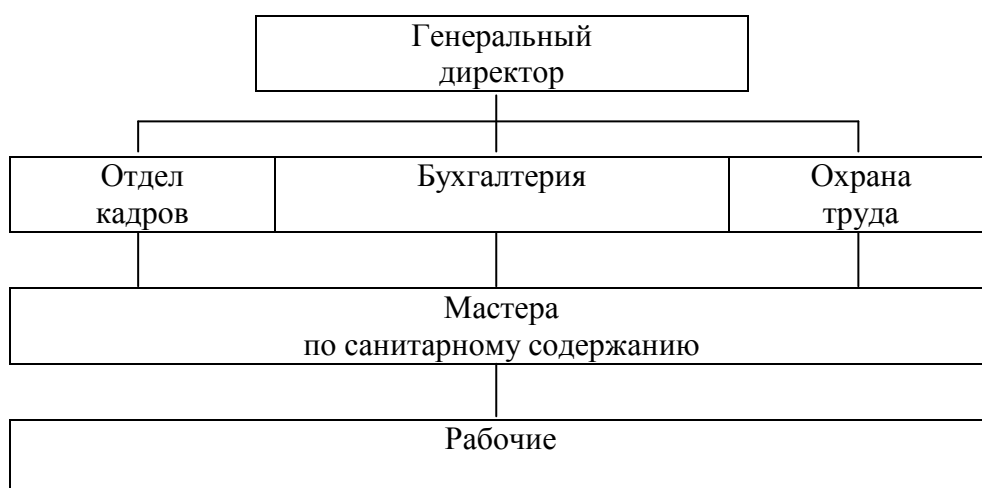 Генеральный
директор
Отдел
кадров
Бухгалтерия
Охрана
труда
Мастера
по санитарному содержанию
Рабочие